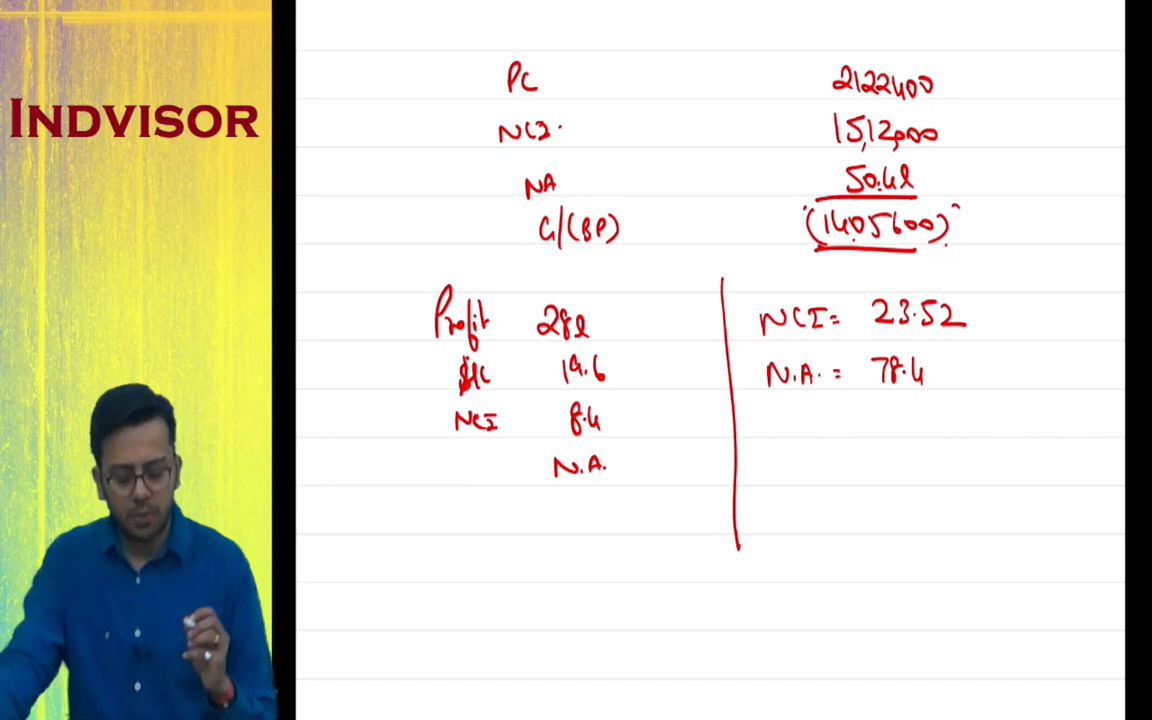 INDVISOR
PC 2122400
NCI 15,12,000
NA 50.4l
G/(BP) (1405600)
Profit 28l
19.6
NCI 8.4
N.A.
NCI = 23.52
N.A. = 78.4